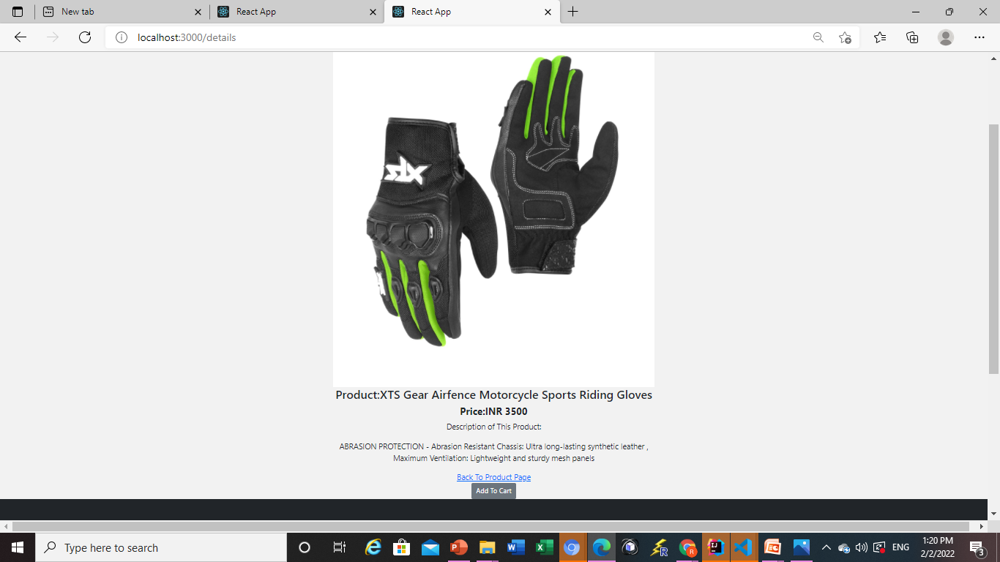 New tab
React App
React App
localhost:3000/details
Product:XTS Gear Airfence Motorcycle Sports Riding Gloves
Price:INR 3500
Description of This Product:
ABRASION PROTECTION - Abrasion Resistant Chassis: Ultra long-lasting synthetic leather ,
Maximum Ventilation: Lightweight and sturdy mesh panels
Back To Product Page
Add To Cart
Type here to search
ENG
1:20 PM
2/2/2022
3